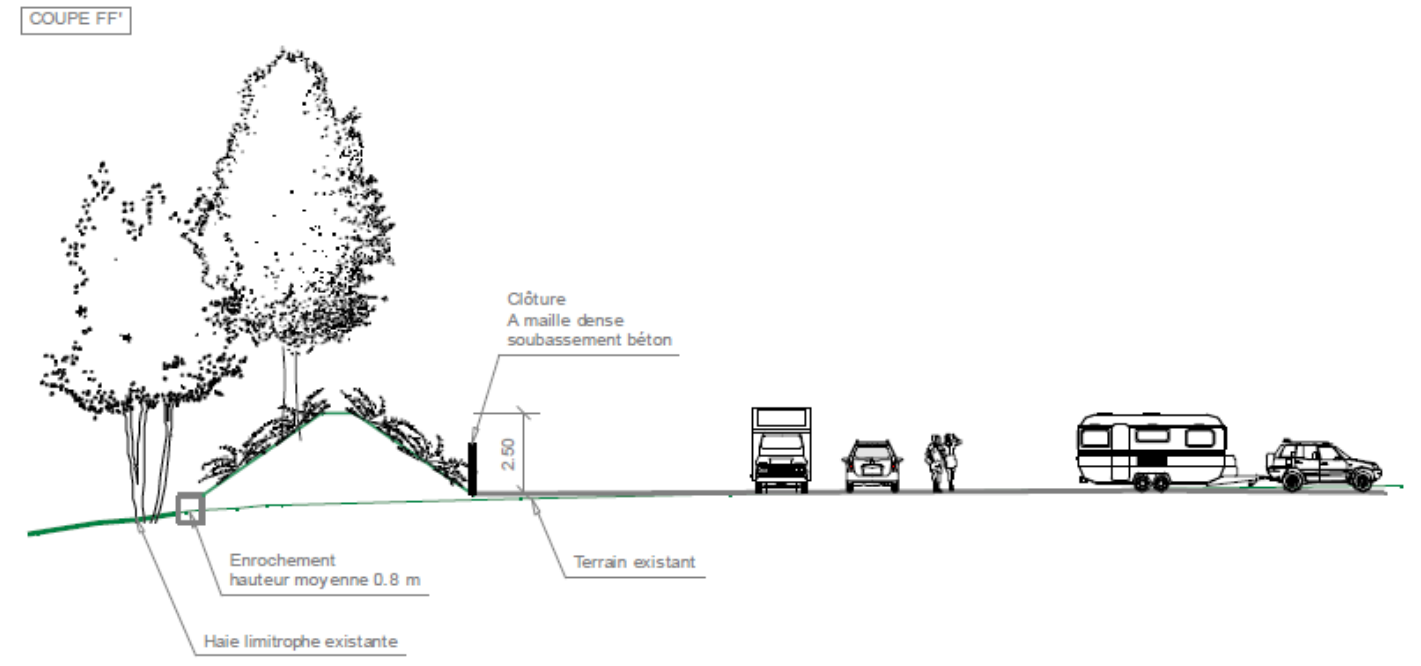 COUPE FF'
Clôture
A maille dense
soubassement béton
2.50
Enrochement
hauteur moyenne 0.8 m
Terrain existant
Haie limitrophe existante